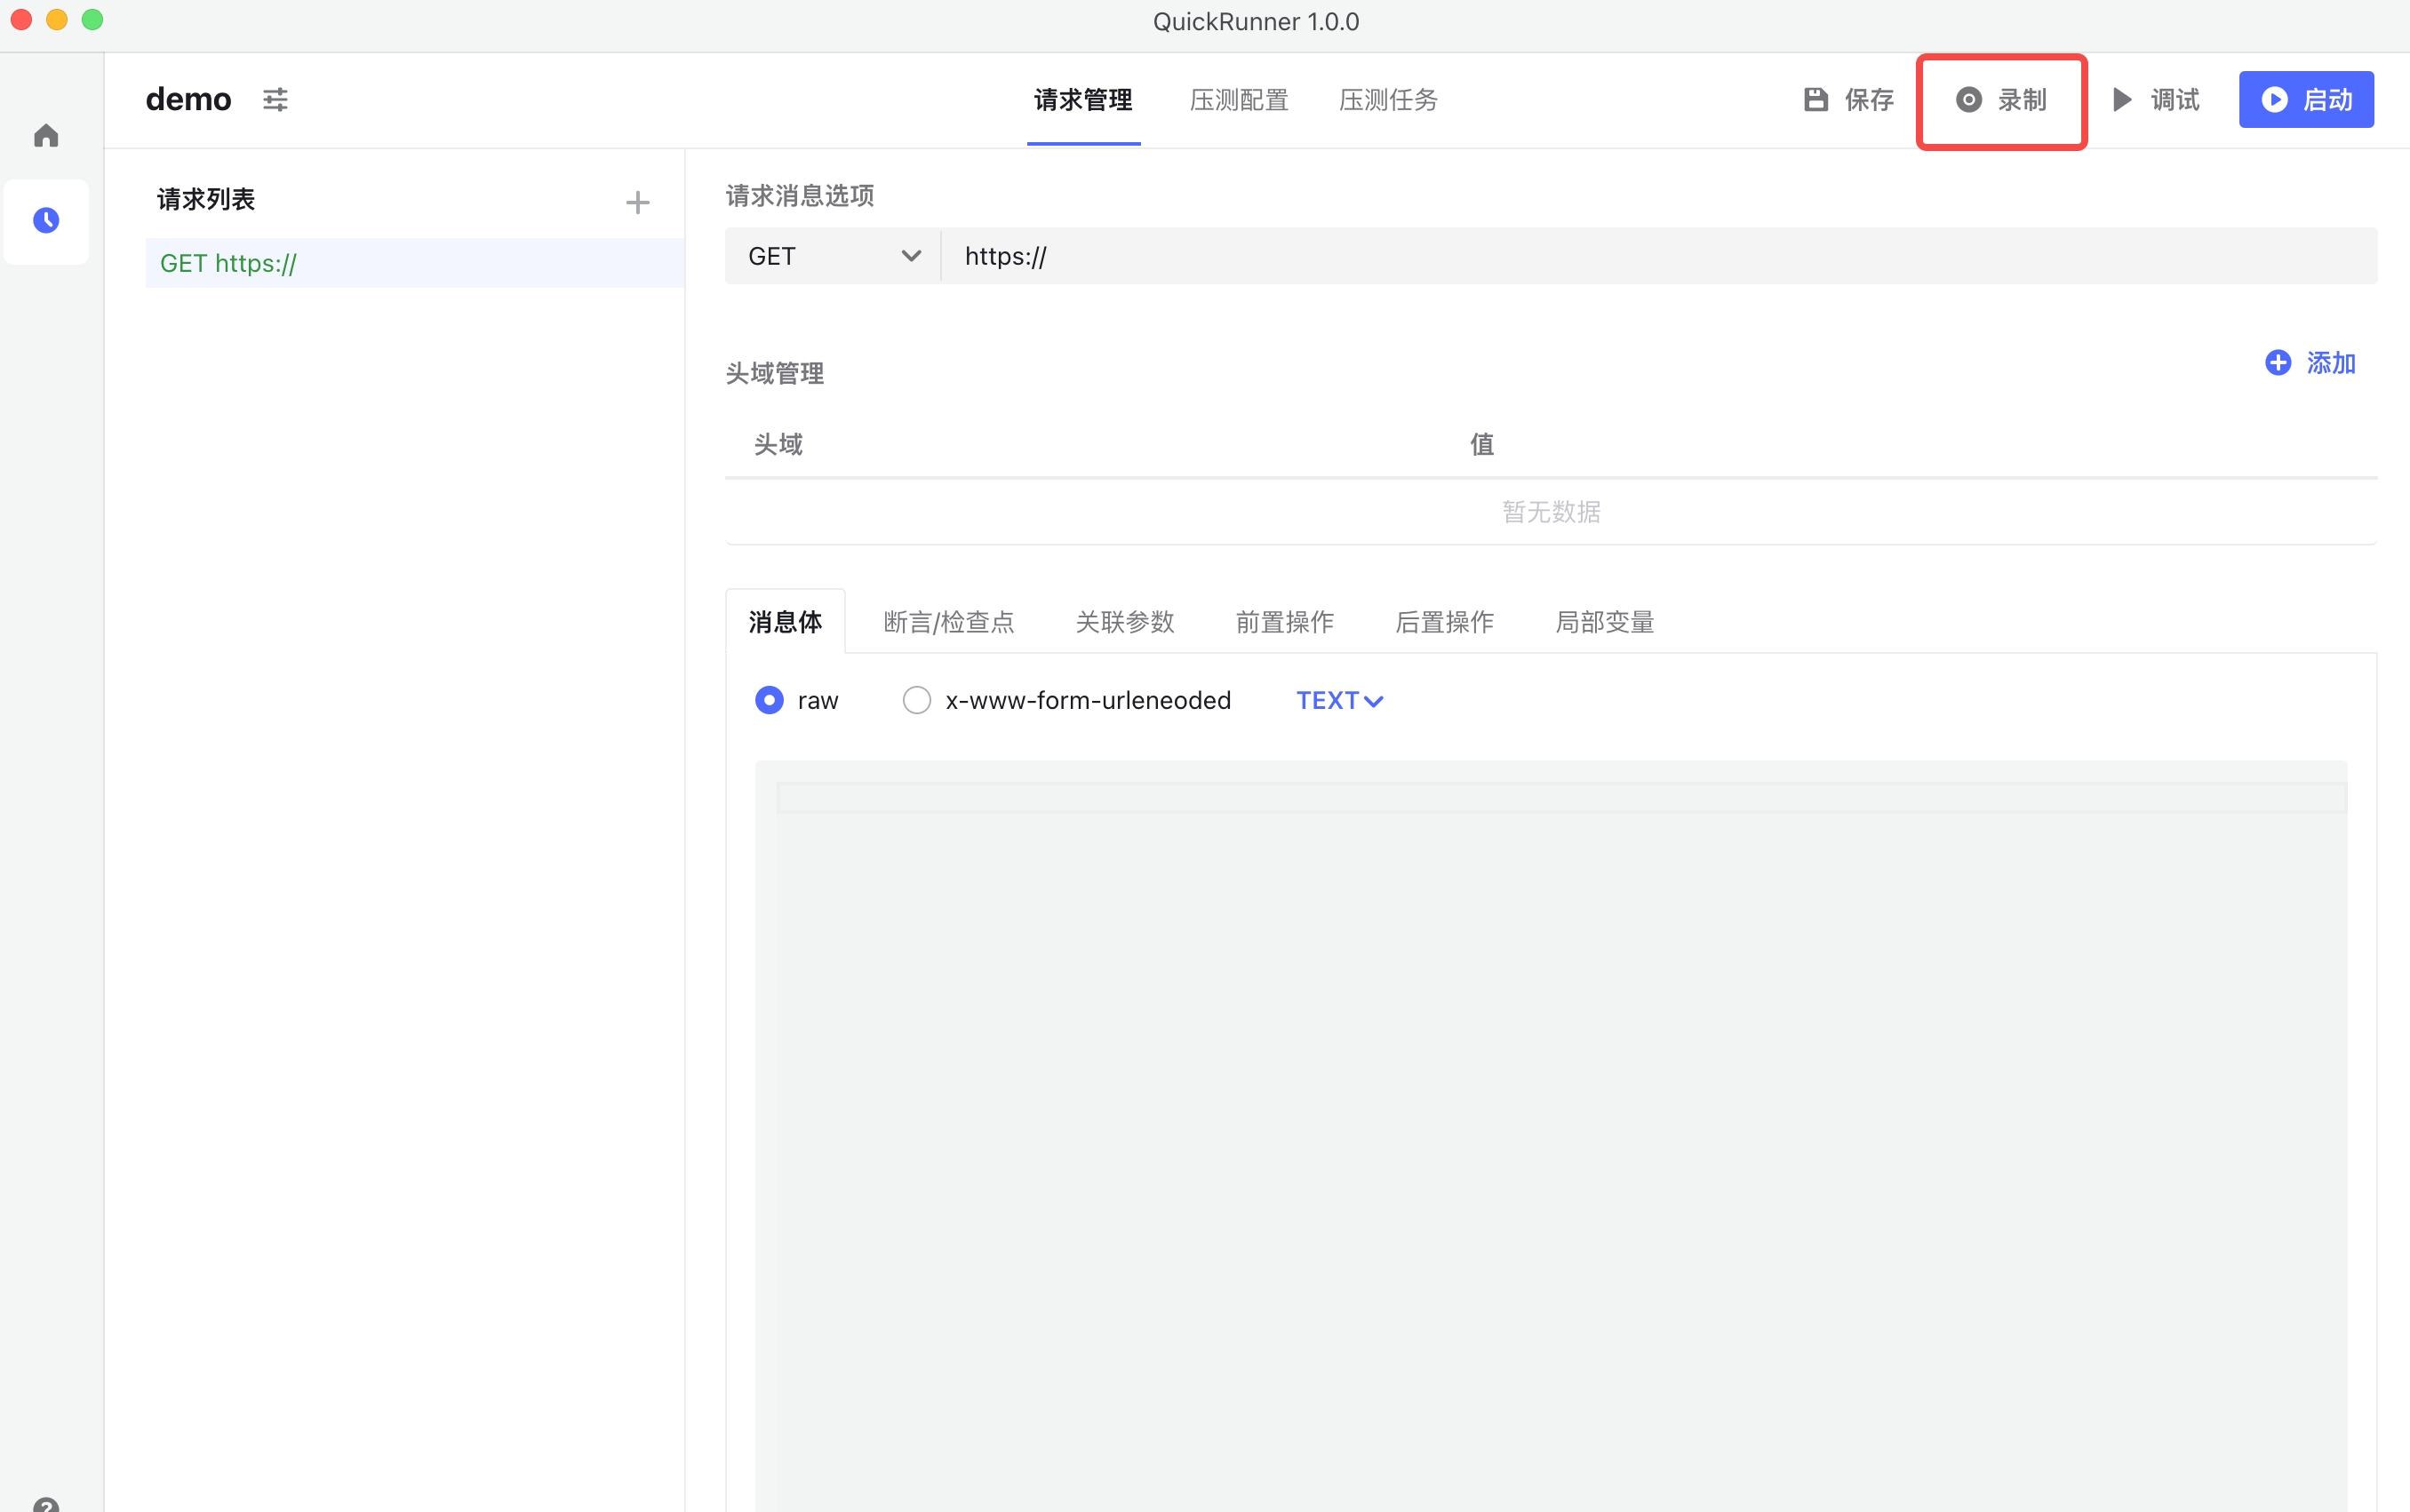 QuickRunner 1.0.0
demo
请求管理 压测配置 压测任务
保存 录制 调试 启动
请求列表
GET https://
请求消息选项
GET https://
头域管理
添加
头域 值
暂无数据
消息体 断言/检查点 关联参数 前置操作 后置操作 局部变量
raw x-www-form-urleneoded TEXT